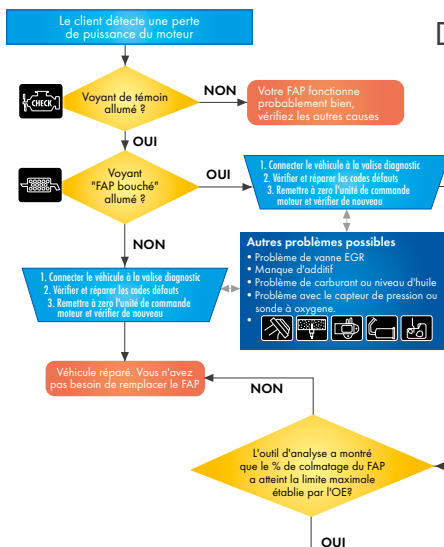 Le client détecte une perte
de puissance du moteur
Voyant de témoin
allumé ?
NON
Votre FAP fonctionne
probablement bien,
vérifiez les autres causes
CHECK
OUI
Voyant
"FAP bouché"
allumé ?
OUI
1. Connecter le véhicule à la valise diagnostic
2. Vérifier et réparer les codes défauts
3. Remettre à zero l'unité de commande
moteur et vérifier de nouveau
NON
Autres problèmes possibles
• Problème de vanne EGR
• Manque d'additif
• Problème de carburant ou niveau d'huile
• Problème avec le capteur de pression ou
sonde à oxygene.
•
1. Connecter le véhicule à la valise diagnostic
2. Vérifier et réparer les codes défauts
3. Remettre à zero l'unité de commande
moteur et vérifier de nouveau
Véhicule réparé. Vous n'avez
pas besoin de remplacer le FAP
NON
L'outil d'analyse a montré
que le % de colmatage du FAP
a atteint la limite maximale
établie par l'OE?
OUI